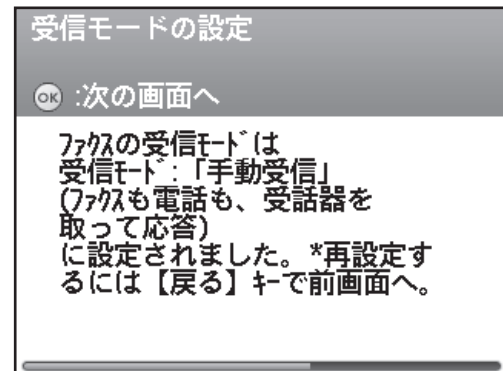 受信モードの設定
OK :次の画面へ
ﾌｧｸｽの受信ﾓｰﾄﾞは
受信ﾓｰﾄﾞ:「手動受信」
(ﾌｧｸｽも電話も、受話器を
取って応答)
に設定されました。*再設定す
るには【戻る】ｷｰで前画面へ。